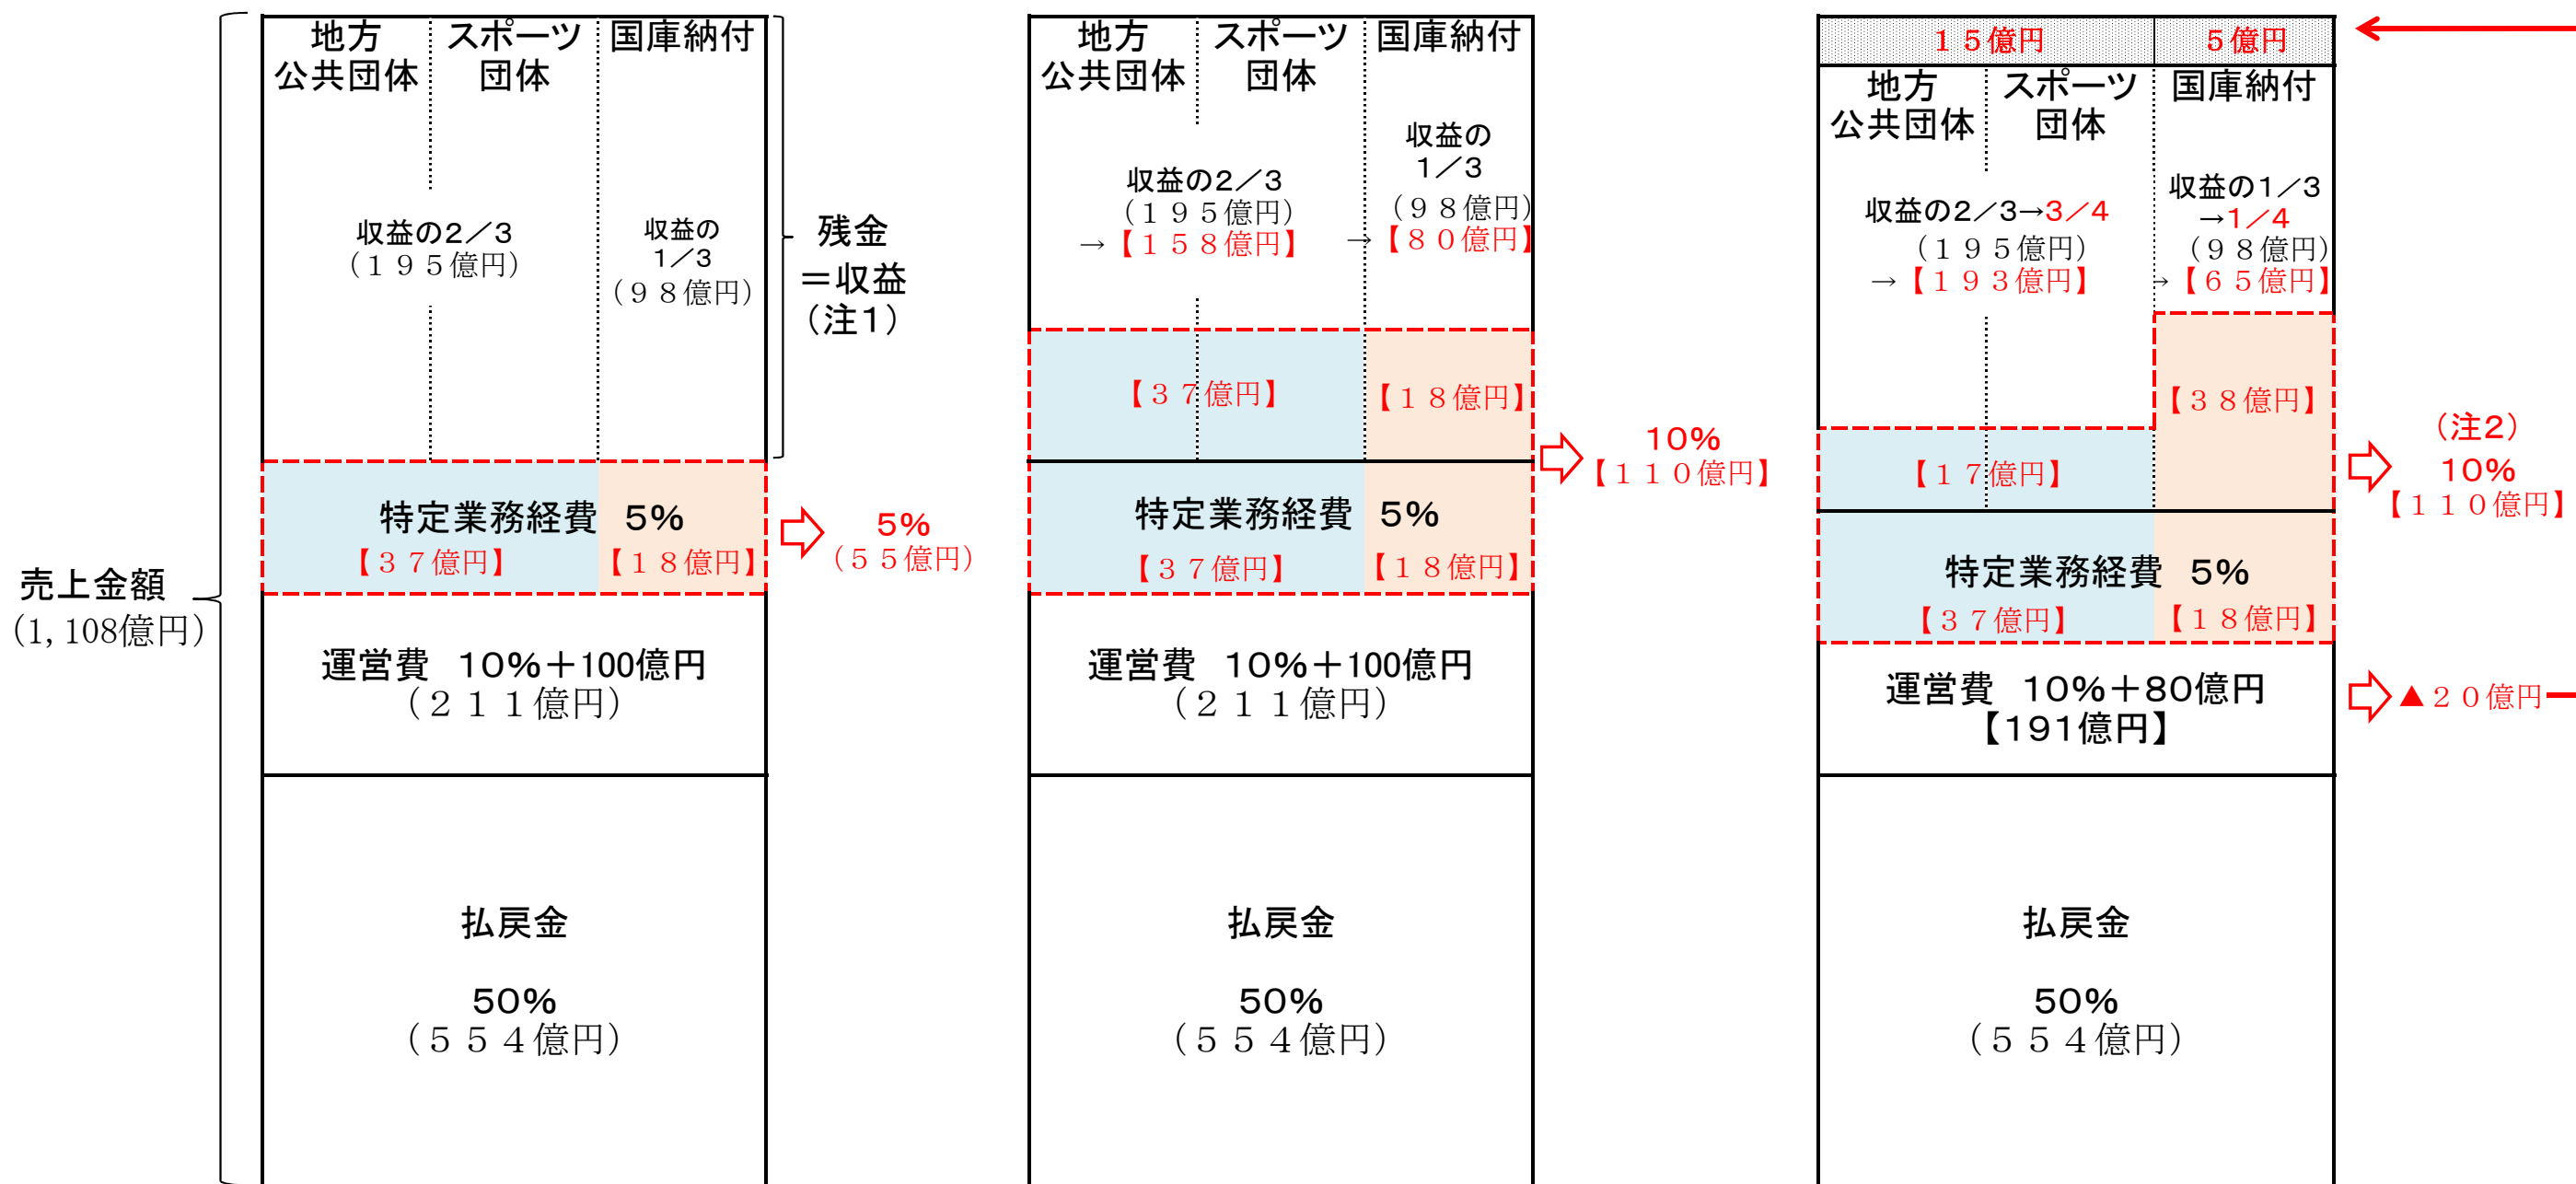 売上金額
（1,108億円）
地方
公共団体
スポーツ
団体
国庫納付
収益の２／３
（１９５億円）
収益の
１／３
（９８億円）
残金
＝収益
（注１）
特定業務経費　５％
【３７億円】
【１８億円】
５％
（５５億円）
運営費　１０％＋100億円
（２１１億円）
払戻金
５０％
（５５４億円）
地方
公共団体
スポーツ
団体
国庫納付
収益の２／３
（１９５億円）
→【１５８億円】
収益の
１／３
（９８億円）
→【８０億円】
【３７億円】
【１８億円】
特定業務経費　５％
【３７億円】
【１８億円】
１０％
【１１０億円】
運営費　１０％＋100億円
（２１１億円）
払戻金
５０％
（５５４億円）
１５億円
５億円
地方
公共団体
スポーツ
団体
国庫納付
収益の２／３→３／４
（１９５億円）
→【１９３億円】
収益の１／３
→１／４
（９８億円）
→【６５億円】
【１７億円】
【３８億円】
特定業務経費　５％
【３７億円】
【１８億円】
（注２）
１０％
【１１０億円】
運営費　１０％＋８０億円
【１９１億円】
▲２０億円
払戻金
５０％
（５５４億円）